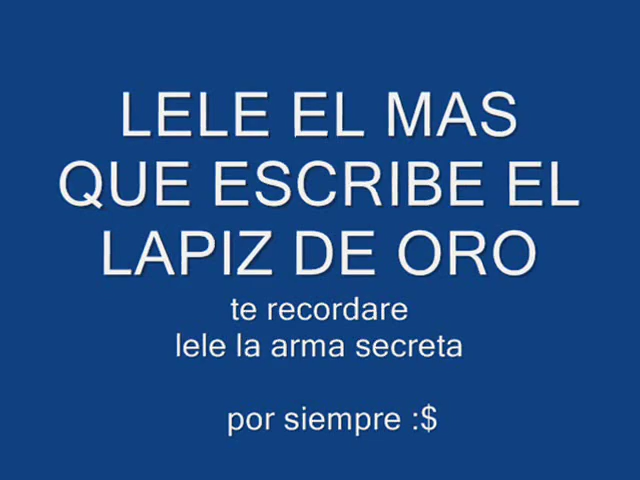 LELE EL MAS
QUE ESCRIBE EL
LAPIZ DE ORO
te recordare
lele la arma secreta
por siempre :$